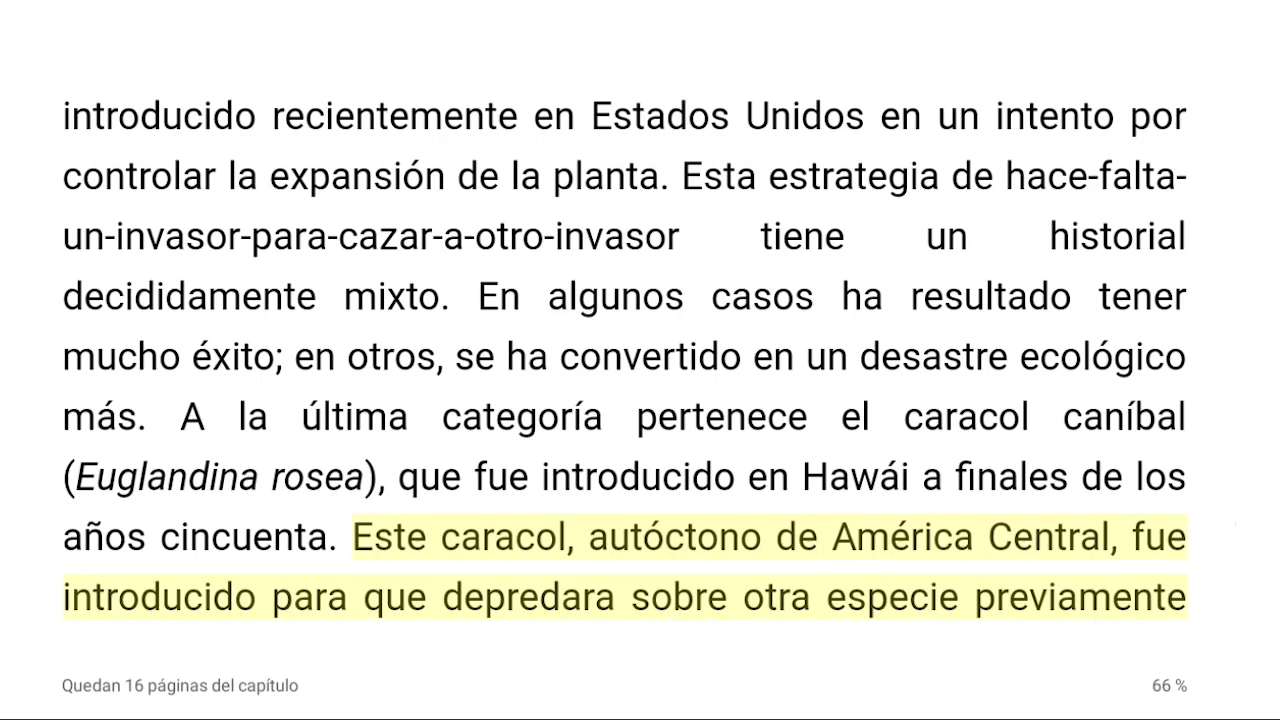 introducido recientemente en Estados Unidos en un intento por
controlar la expansión de la planta. Esta estrategia de hace-falta-
un-invasor-para-cazar-a-otro-invasor tiene un historial
decididamente mixto. En algunos casos ha resultado tener
mucho éxito; en otros, se ha convertido en un desastre ecológico
más. A la última categoría pertenece el caracol caníbal
(Euglandina rosea), que fue introducido en Hawái a finales de los
años cincuenta. Este caracol, autóctono de América Central, fue
introducido para que depredara sobre otra especie previamente
Quedan 16 páginas del capítulo 66 %